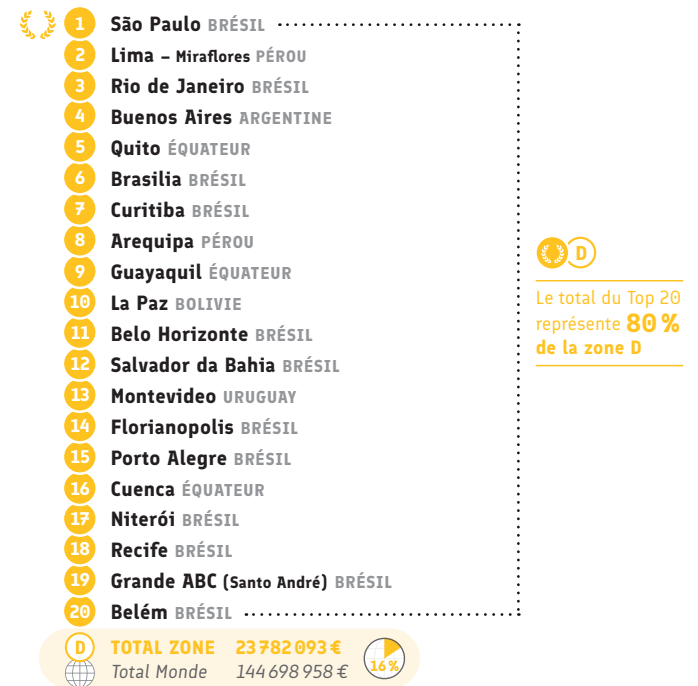 1 São Paulo BRÉSIL
2 Lima – Miraflores PÉROU
3 Rio de Janeiro BRÉSIL
4 Buenos Aires ARGENTINE
5 Quito ÉQUATEUR
6 Brasilia BRÉSIL
7 Curitiba BRÉSIL
8 Arequipa PÉROU
9 Guayaquil ÉQUATEUR
10 La Paz BOLIVIE
11 Belo Horizonte BRÉSIL
12 Salvador da Bahia BRÉSIL
13 Montevideo URUGUAY
14 Florianopolis BRÉSIL
15 Porto Alegre BRÉSIL
16 Cuenca ÉQUATEUR
17 Niterói BRÉSIL
18 Recife BRÉSIL
19 Grande ABC (Santo André) BRÉSIL
20 Belém BRÉSIL
D
Le total du Top 20
représente 80 %
de la zone D
D TOTAL ZONE 23 782 093 €
Total Monde 144 698 958 €
16 %